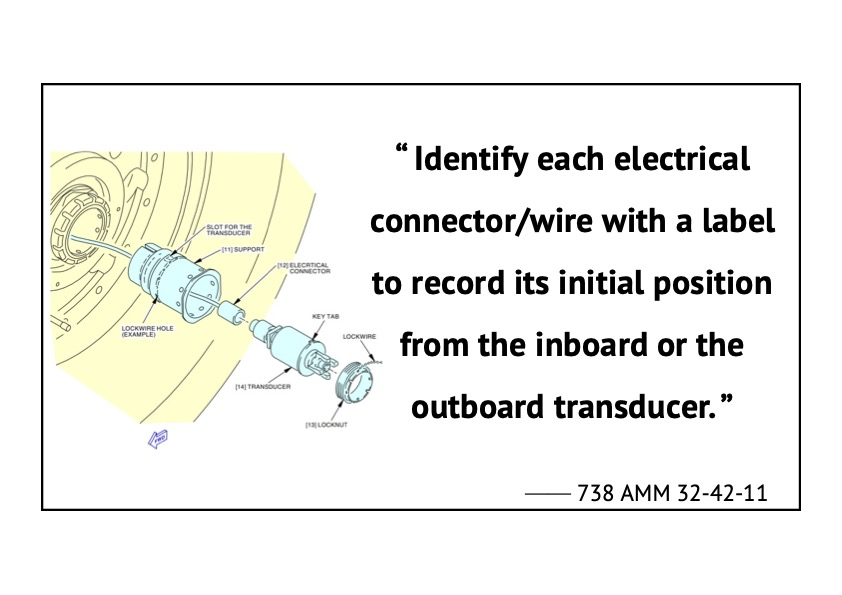 “ Identify each electrical
connector/wire with a label
to record its initial position
from the inboard or the
outboard transducer. ”
—— 738 AMM 32-42-11
SLOT FOR THE
TRANSDUCER
[11] SUPPORT
[12] ELECRTICAL
CONNECTOR
LOCKWIRE HOLE
(EXAMPLE)
KEY TAB
LOCKWIRE
[14] TRANSDUCER
[13] LOCKNUT
FWD